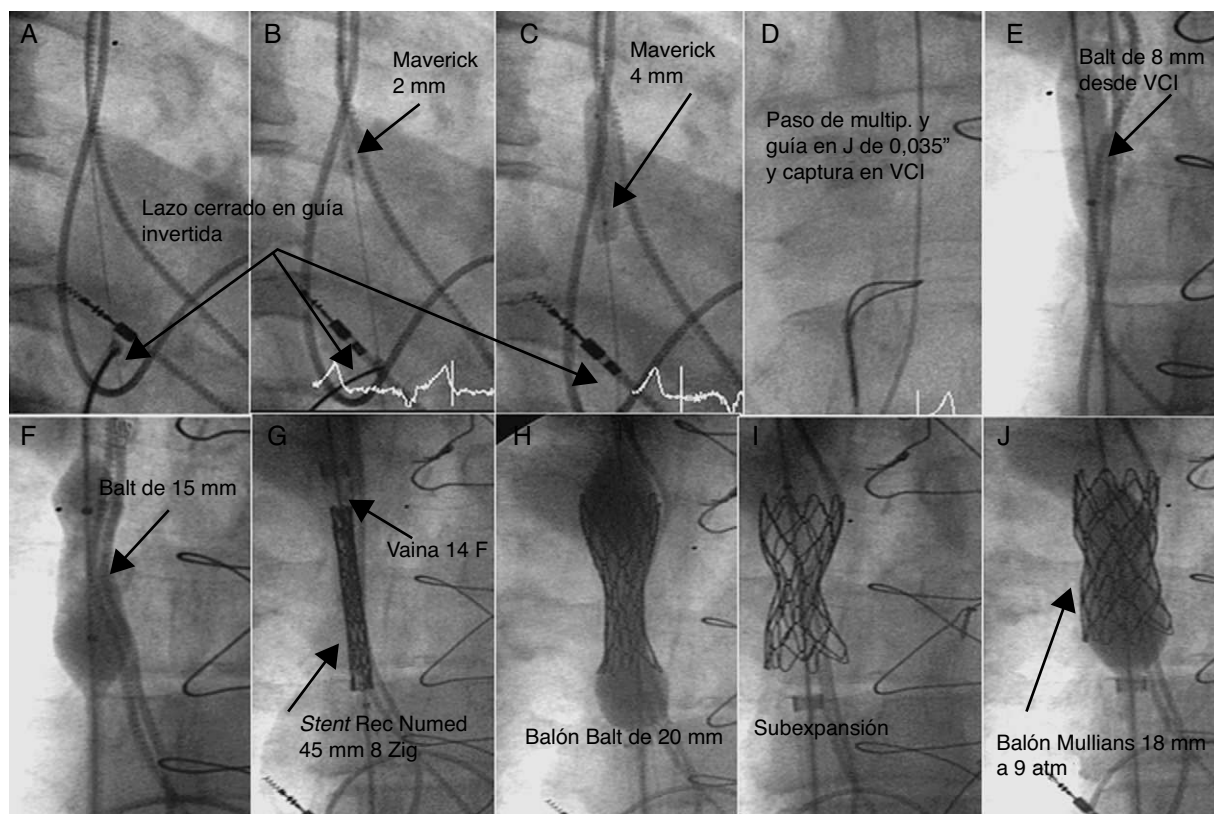 A
B
Maverick
2 mm
C
Maverick
4 mm
D
Paso de multip. y
guía en J de 0,035”
y captura en VCI
E
Balt de 8 mm
desde VCI
Lazo cerrado en guía
invertida
F
Balt de 15 mm
G
Vaina 14 F
Stent Rec Numed
45 mm 8 Zig
H
Balón Balt de 20 mm
I
Subexpansión
J
Balón Mullians 18 mm
a 9 atm